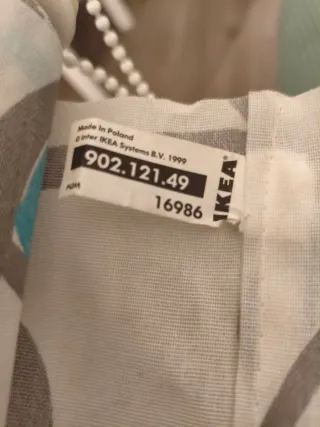 Made in Poland
© Inter IKEA Systems B.V. 1999
902.121.49
16986
IKEA